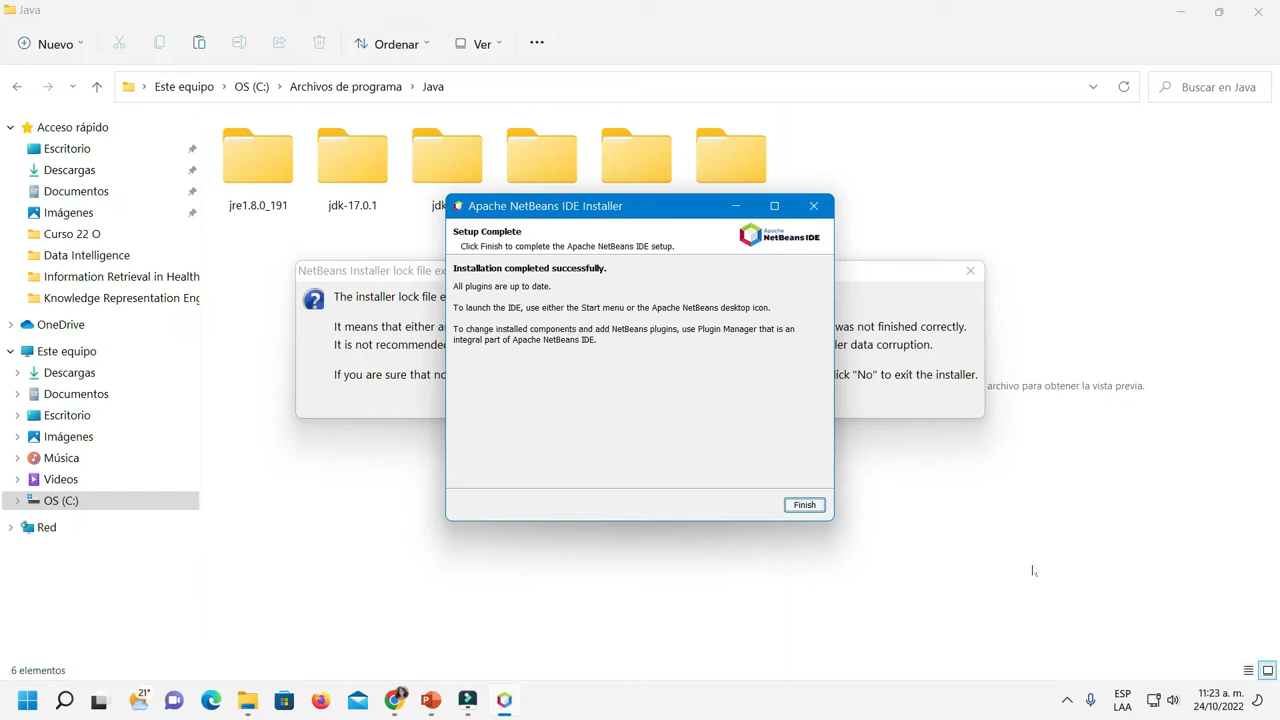 Java
Nuevo
Ordenar
Ver
Este equipo
OS (C:)
Archivos de programa
Java
Buscar en Java
Acceso rápido
Escritorio
Descargas
Documentos
Imágenes
Curso 22 O
Data Intelligence
Information Retrieval in Health
Knowledge Representation Eng
OneDrive
Este equipo
Descargas
Documentos
Escritorio
Imágenes
Música
Videos
OS (C:)
Red
jre1.8.0_191
jdk-17.0.1
NetBeans Installer lock file
The installer lock file
It means that either
was not finished correctly.
It is not recommended
data corruption.
If you are sure that
click "No" to exit the installer.
archivo para obtener la vista previa.
Apache NetBeans IDE Installer
Setup Complete
Click Finish to complete the Apache NetBeans IDE setup.
Apache
NetBeans IDE
Installation completed successfully.
All plugins are up to date.
To launch the IDE, use either the Start menu or the Apache NetBeans desktop icon.
To change installed components and add NetBeans plugins, use Plugin Manager that is an
integral part of Apache NetBeans IDE.
Finish
6 elementos
21°
ESP
LAA
11:23 a. m.
24/10/2022